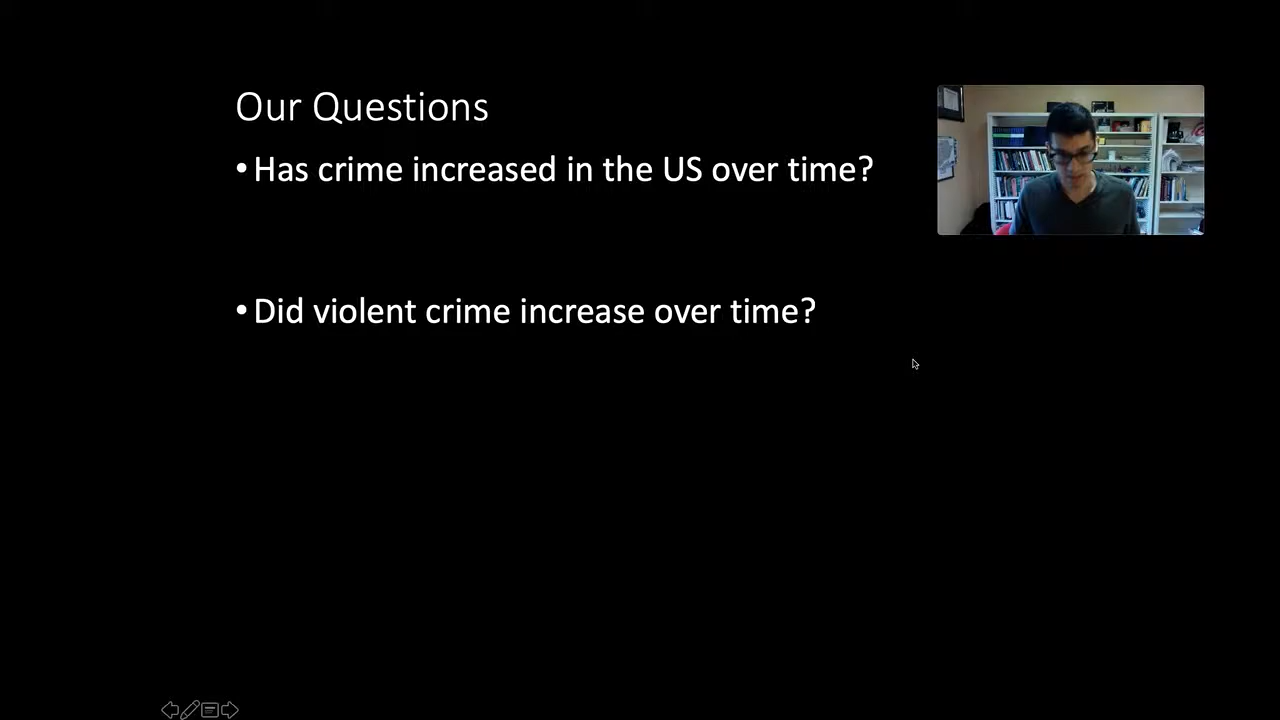 Our Questions
• Has crime increased in the US over time?
• Did violent crime increase over time?